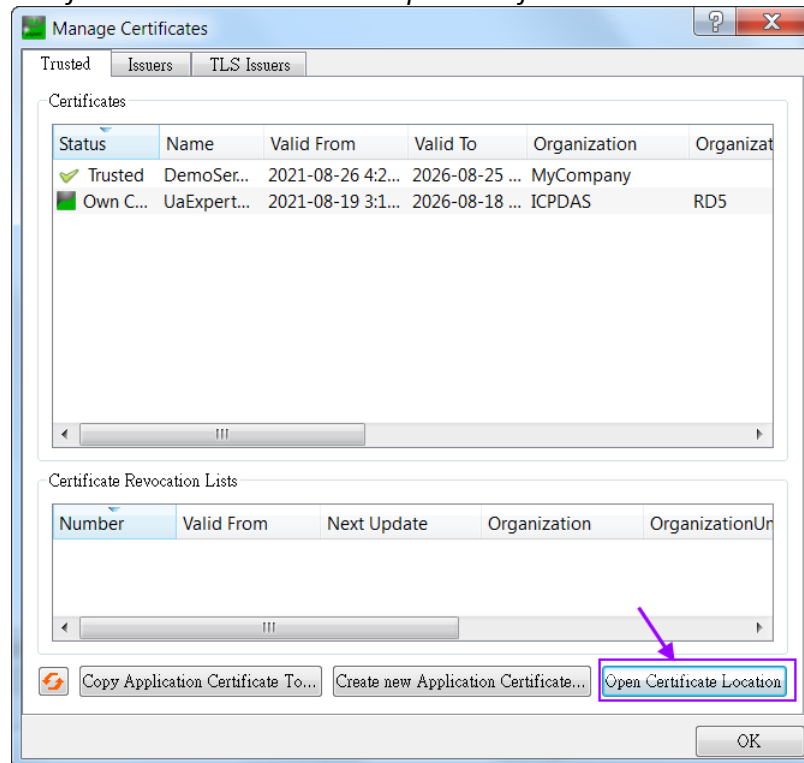 Manage Certificates
Trusted Issuers TLS Issuers
Certificates
Status Name Valid From Valid To Organization Organizat
Trusted DemoSer... 2021-08-26 4:2... 2026-08-25 ... MyCompany
Own C... UaExpert... 2021-08-19 3:1... 2026-08-18 ... ICPDAS RD5
Certificate Revocation Lists
Number Valid From Next Update Organization OrganizationUn
Copy Application Certificate To... Create new Application Certificate... Open Certificate Location
OK